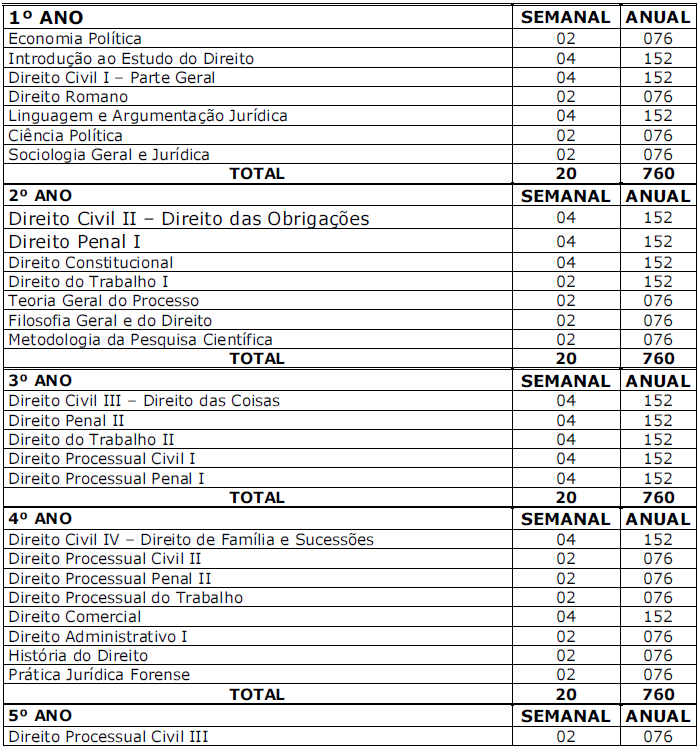 1º ANO SEMANAL ANUAL
Economia Política 02 076
Introdução ao Estudo do Direito 04 152
Direito Civil I – Parte Geral 04 152
Direito Romano 02 076
Linguagem e Argumentação Jurídica 04 152
Ciência Política 02 076
Sociologia Geral e Jurídica 02 076
TOTAL 20 760
2º ANO SEMANAL ANUAL
Direito Civil II – Direito das Obrigações 04 152
Direito Penal I 04 152
Direito Constitucional 04 152
Direito do Trabalho I 02 152
Teoria Geral do Processo 02 076
Filosofia Geral e do Direito 02 076
Metodologia da Pesquisa Científica 02 076
TOTAL 20 760
3º ANO SEMANAL ANUAL
Direito Civil III – Direito das Coisas 04 152
Direito Penal II 04 152
Direito do Trabalho II 04 152
Direito Processual Civil I 04 152
Direito Processual Penal I 04 152
TOTAL 20 760
4º ANO SEMANAL ANUAL
Direito Civil IV – Direito de Família e Sucessões 04 152
Direito Processual Civil II 02 076
Direito Processual Penal II 02 076
Direito Processual do Trabalho 02 076
Direito Comercial 04 152
Direito Administrativo I 02 076
História do Direito 02 076
Prática Jurídica Forense 02 076
TOTAL 20 760
5º ANO SEMANAL ANUAL
Direito Processual Civil III 02 076